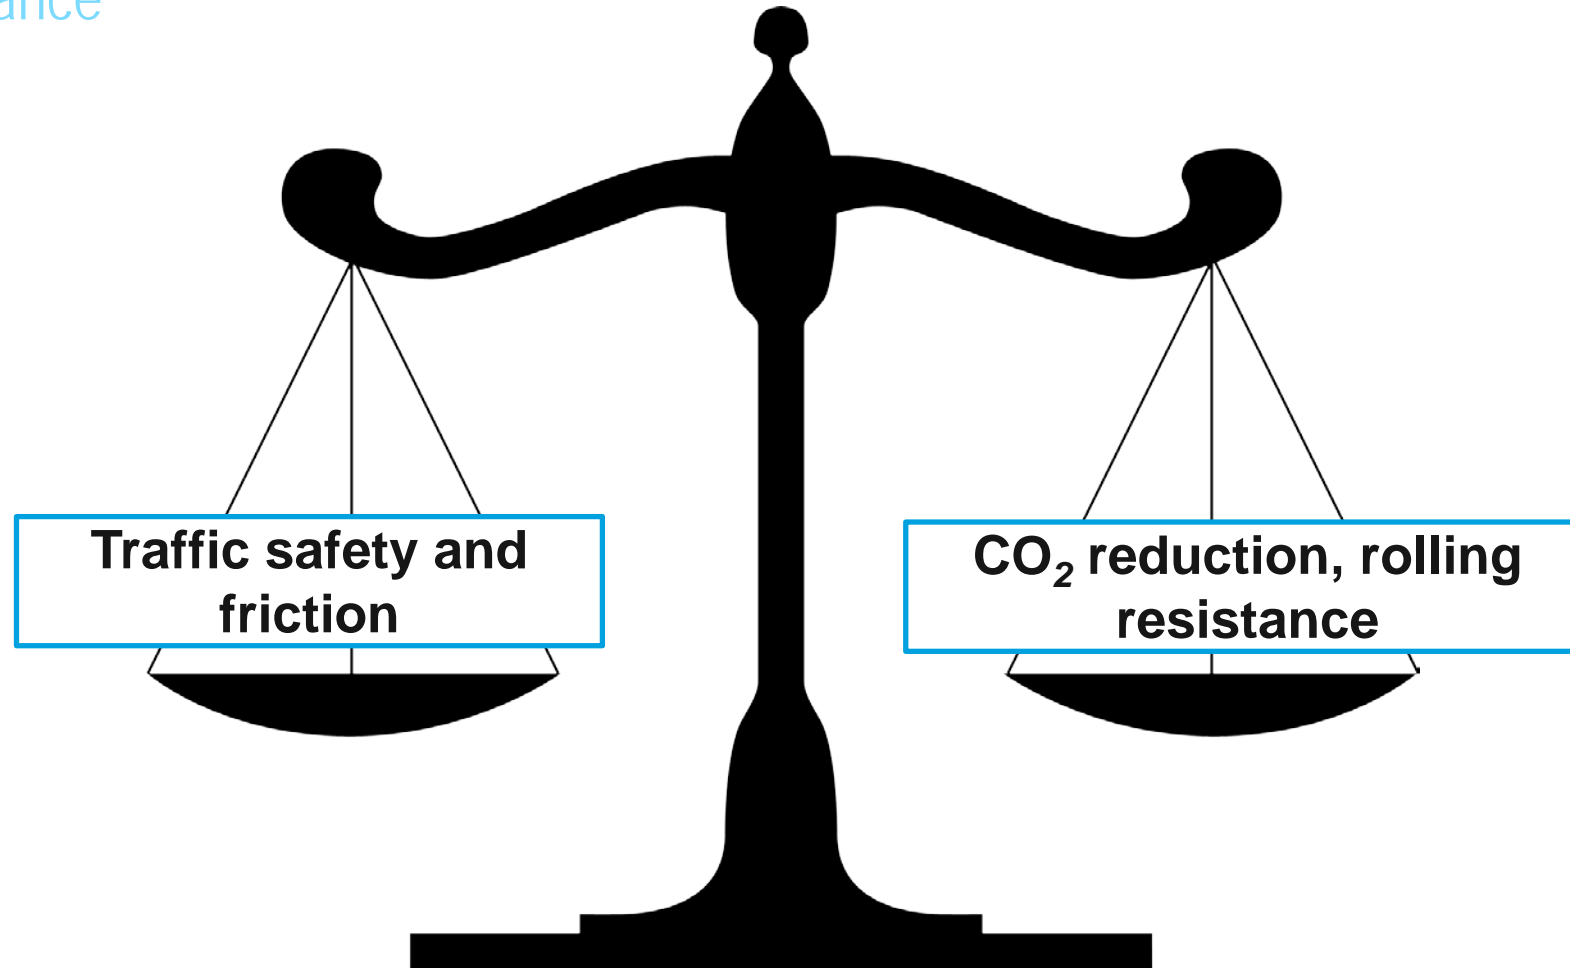 Traffic safety and
friction
CO₂ reduction, rolling
resistance